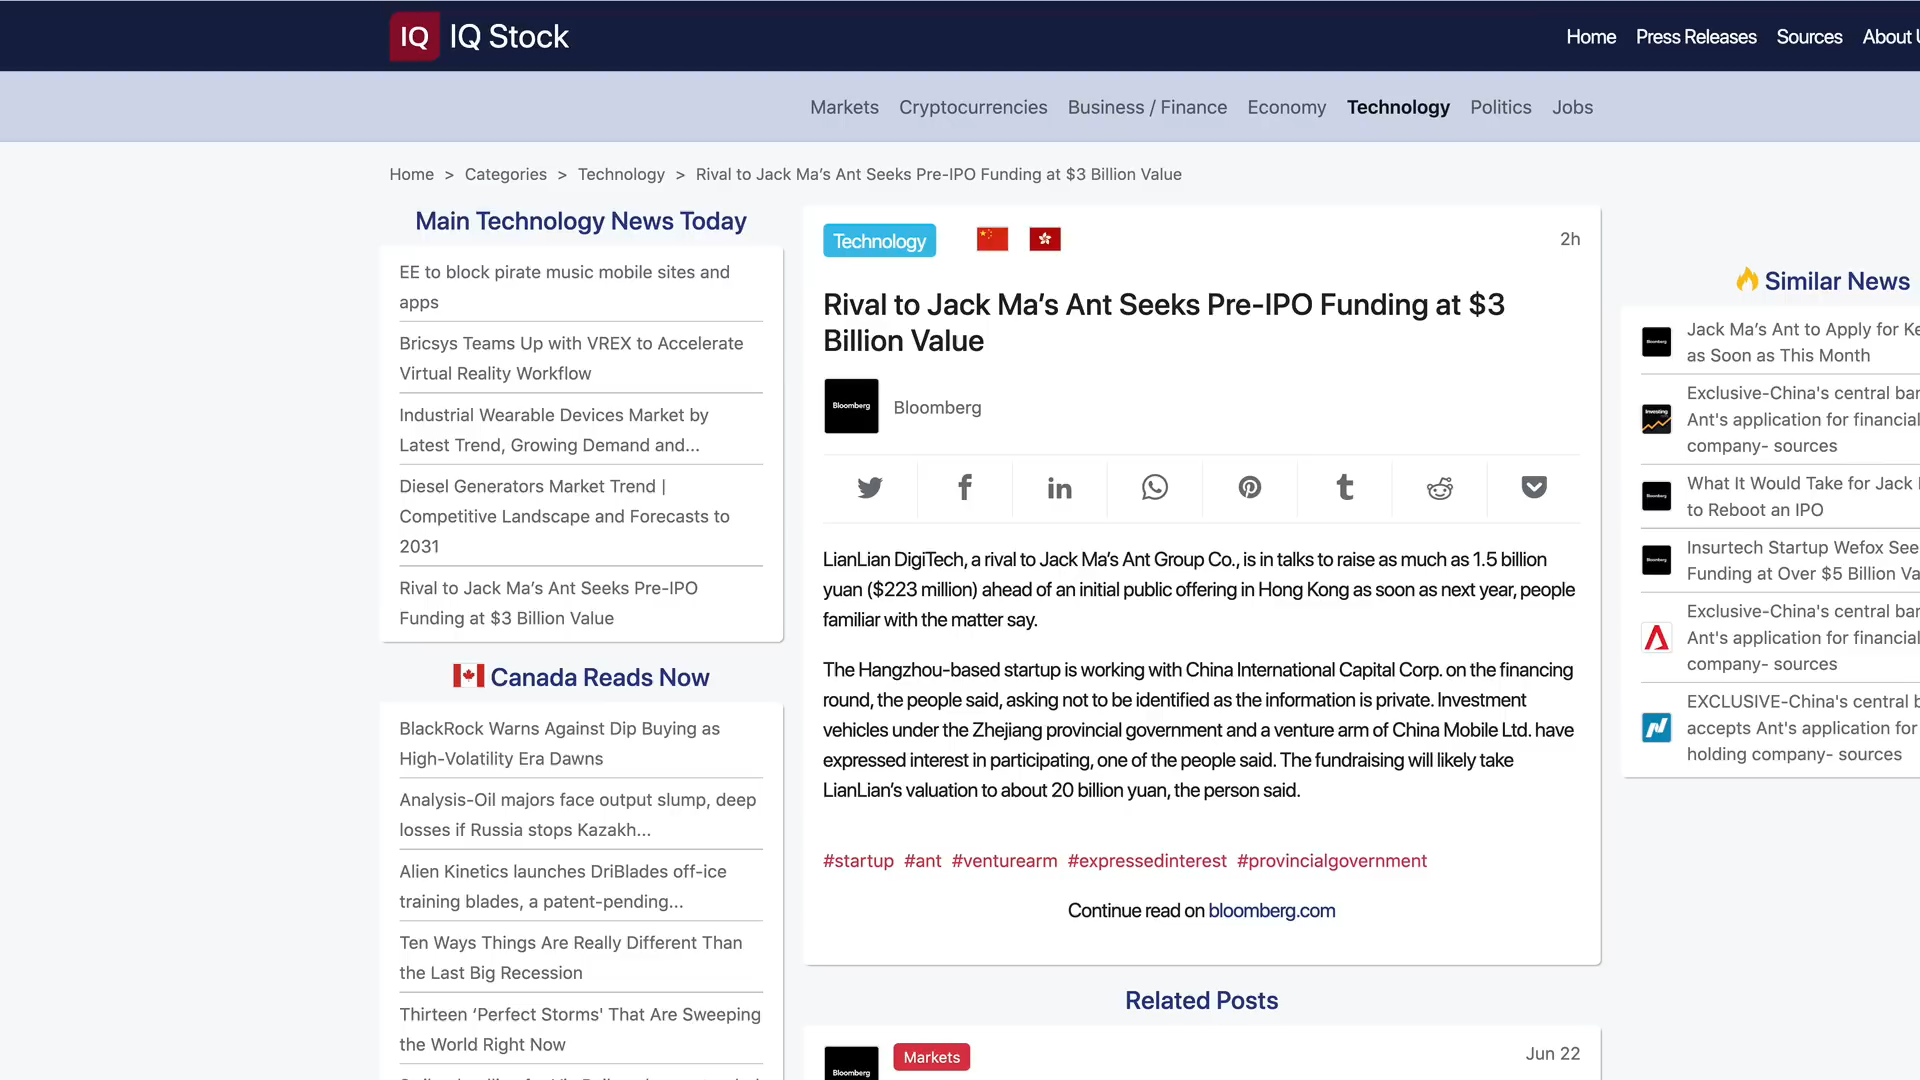 IQ IQ Stock
Home Press Releases Sources About
Markets Cryptocurrencies Business / Finance Economy Technology Politics Jobs
Home > Categories > Technology > Rival to Jack Ma’s Ant Seeks Pre-IPO Funding at $3 Billion Value
Main Technology News Today
EE to block pirate music mobile sites and
apps
Bricsys Teams Up with VREX to Accelerate
Virtual Reality Workflow
Industrial Wearable Devices Market by
Latest Trend, Growing Demand and...
Diesel Generators Market Trend |
Competitive Landscape and Forecasts to
2031
Rival to Jack Ma’s Ant Seeks Pre-IPO
Funding at $3 Billion Value
Canada Reads Now
BlackRock Warns Against Dip Buying as
High-Volatility Era Dawns
Analysis-Oil majors face output slump, deep
losses if Russia stops Kazakh...
Alien Kinetics launches DriBlades off-ice
training blades, a patent-pending...
Ten Ways Things Are Really Different Than
the Last Big Recession
Thirteen ‘Perfect Storms' That Are Sweeping
the World Right Now
Technology
2h
Rival to Jack Ma’s Ant Seeks Pre-IPO Funding at $3
Billion Value
Bloomberg
Bloomberg
LianLian DigiTech, a rival to Jack Ma’s Ant Group Co., is in talks to raise as much as 1.5 billion
yuan ($223 million) ahead of an initial public offering in Hong Kong as soon as next year, people
familiar with the matter say.
The Hangzhou-based startup is working with China International Capital Corp. on the financing
round, the people said, asking not to be identified as the information is private. Investment
vehicles under the Zhejiang provincial government and a venture arm of China Mobile Ltd. have
expressed interest in participating, one of the people said. The fundraising will likely take
LianLian’s valuation to about 20 billion yuan, the person said.
#startup #ant #venturearm #expressedinterest #provincialgovernment
Continue read on bloomberg.com
Related Posts
Bloomberg
Markets
Jun 22
Similar News
Bloomberg
Jack Ma’s Ant to Apply for
as Soon as This Month
Investing
Exclusive-China's central
Ant's application for financial
company- sources
Bloomberg
What It Would Take for Jack
to Reboot an IPO
Bloomberg
Insurtech Startup Wefox
Funding at Over $5 Billion
Exclusive-China's central
Ant's application for financial
company- sources
EXCLUSIVE-China's central
accepts Ant's application for
holding company- sources